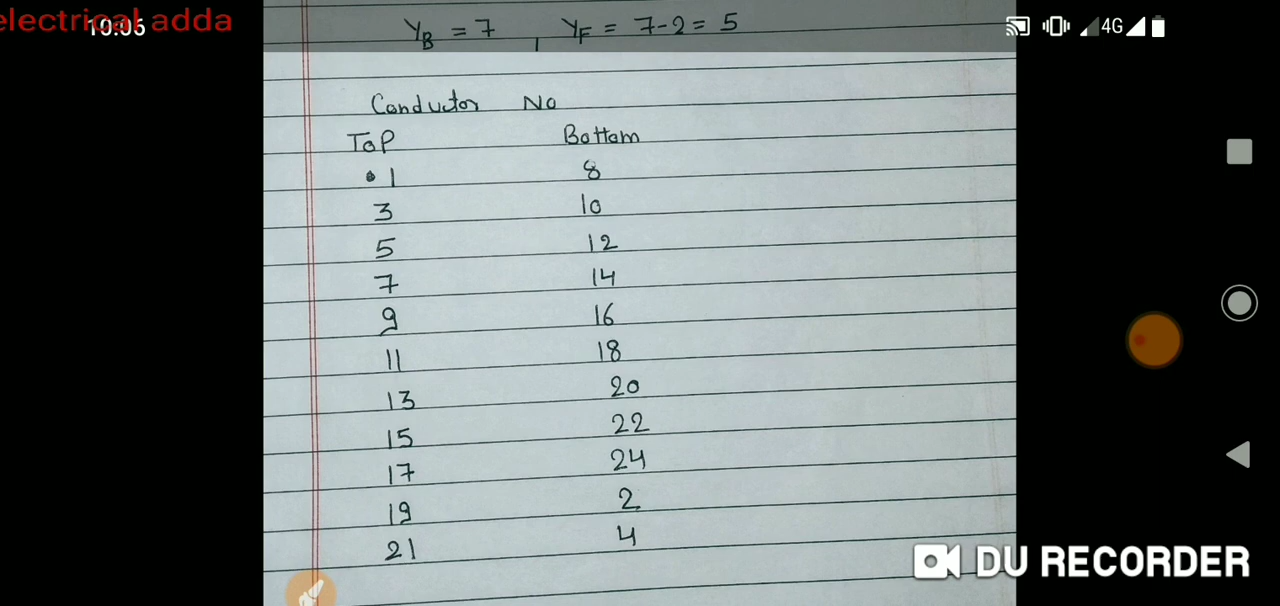 electrical adda
10:06
4G
Y_B = 7 , Y_F = 7-2 = 5
Conductor No
Top Bottom
1 8
3 10
5 12
7 14
9 16
11 18
13 20
15 22
17 24
19 2
21 4
DU RECORDER